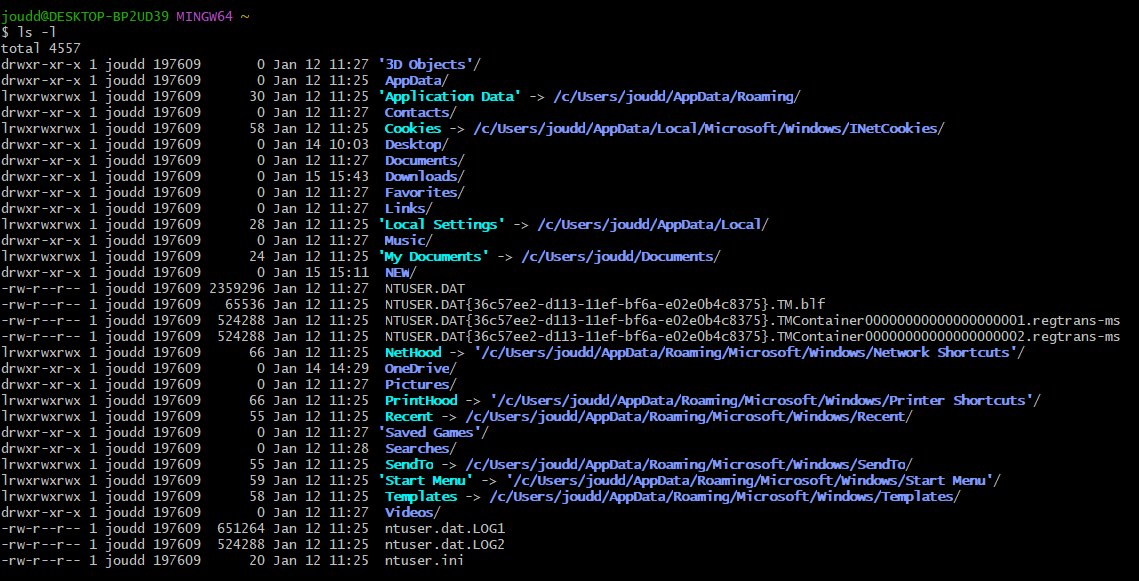 joudd@DESKTOP-BP2UD39 MINGW64 ~
$ ls -l
total 4557
drwxr-xr-x 1 joudd 197609       0 Jan 12 11:27 '3D Objects'/
drwxr-xr-x 1 joudd 197609       0 Jan 12 11:25  AppData/
lrwxrwxrwx 1 joudd 197609      30 Jan 12 11:25 'Application Data' -> /c/Users/joudd/AppData/Roaming/
drwxr-xr-x 1 joudd 197609       0 Jan 12 11:27  Contacts/
lrwxrwxrwx 1 joudd 197609      58 Jan 12 11:25  Cookies -> /c/Users/joudd/AppData/Local/Microsoft/Windows/INetCookies/
drwxr-xr-x 1 joudd 197609       0 Jan 14 10:03  Desktop/
drwxr-xr-x 1 joudd 197609       0 Jan 12 11:27  Documents/
drwxr-xr-x 1 joudd 197609       0 Jan 15 15:43  Downloads/
drwxr-xr-x 1 joudd 197609       0 Jan 12 11:27  Favorites/
drwxr-xr-x 1 joudd 197609       0 Jan 12 11:27  Links/
lrwxrwxrwx 1 joudd 197609      28 Jan 12 11:25 'Local Settings' -> /c/Users/joudd/AppData/Local/
drwxr-xr-x 1 joudd 197609       0 Jan 12 11:27  Music/
lrwxrwxrwx 1 joudd 197609      24 Jan 12 11:25 'My Documents' -> /c/Users/joudd/Documents/
drwxr-xr-x 1 joudd 197609       0 Jan 15 15:11  NEW/
-rw-r--r-- 1 joudd 197609 2359296 Jan 12 11:27  NTUSER.DAT
-rw-r--r-- 1 joudd 197609   65536 Jan 12 11:25  NTUSER.DAT{36c57ee2-d113-11ef-bf6a-e02e0b4c8375}.TM.blf
-rw-r--r-- 1 joudd 197609  524288 Jan 12 11:25  NTUSER.DAT{36c57ee2-d113-11ef-bf6a-e02e0b4c8375}.TMContainer00000000000000000001.regtrans-ms
-rw-r--r-- 1 joudd 197609  524288 Jan 12 11:25  NTUSER.DAT{36c57ee2-d113-11ef-bf6a-e02e0b4c8375}.TMContainer00000000000000000002.regtrans-ms
lrwxrwxrwx 1 joudd 197609      66 Jan 12 11:25  NetHood -> '/c/Users/joudd/AppData/Roaming/Microsoft/Windows/Network Shortcuts'/
drwxr-xr-x 1 joudd 197609       0 Jan 14 14:29  OneDrive/
drwxr-xr-x 1 joudd 197609       0 Jan 12 11:27  Pictures/
lrwxrwxrwx 1 joudd 197609      66 Jan 12 11:25  PrintHood -> '/c/Users/joudd/AppData/Roaming/Microsoft/Windows/Printer Shortcuts'/
lrwxrwxrwx 1 joudd 197609      55 Jan 12 11:25  Recent -> /c/Users/joudd/AppData/Roaming/Microsoft/Windows/Recent/
drwxr-xr-x 1 joudd 197609       0 Jan 12 11:27 'Saved Games'/
drwxr-xr-x 1 joudd 197609       0 Jan 12 11:28  Searches/
lrwxrwxrwx 1 joudd 197609      55 Jan 12 11:25  SendTo -> /c/Users/joudd/AppData/Roaming/Microsoft/Windows/SendTo/
lrwxrwxrwx 1 joudd 197609      59 Jan 12 11:25 'Start Menu' -> '/c/Users/joudd/AppData/Roaming/Microsoft/Windows/Start Menu'/
lrwxrwxrwx 1 joudd 197609      58 Jan 12 11:25  Templates -> /c/Users/joudd/AppData/Roaming/Microsoft/Windows/Templates/
drwxr-xr-x 1 joudd 197609       0 Jan 12 11:27  Videos/
-rw-r--r-- 1 joudd 197609  651264 Jan 12 11:25  ntuser.dat.LOG1
-rw-r--r-- 1 joudd 197609  524288 Jan 12 11:25  ntuser.dat.LOG2
-rw-r--r-- 1 joudd 197609      20 Jan 12 11:25  ntuser.ini